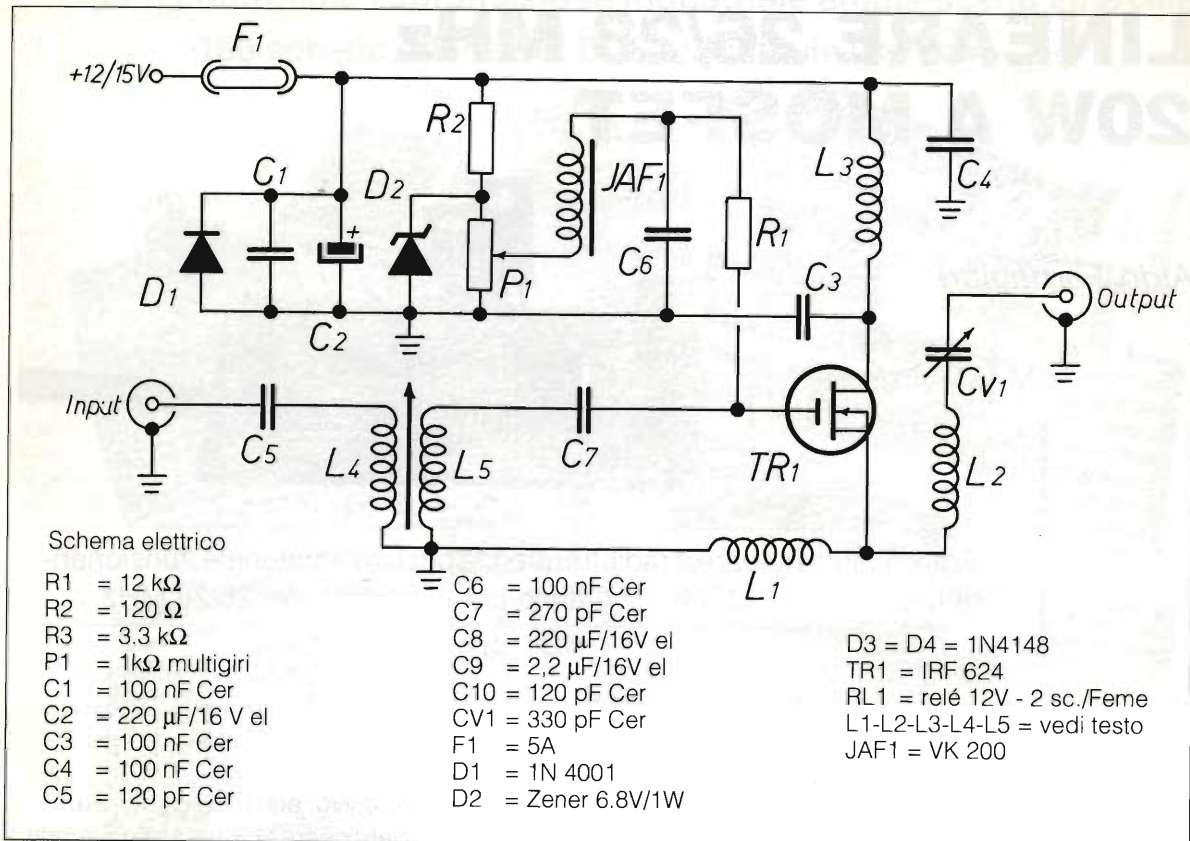 LINEARE 26/28 MHz
20W A MOSFET
F1
+12/15V
R2
C1
D2
JAF1
L3
C4
C6
R1
D1
+
P1
C3
C2
Output
CV1
Input
C5
L4
L5
C7
TR1
L2
L1
Schema elettrico
R1 = 12 kΩ
R2 = 120 Ω
R3 = 3.3 kΩ
P1 = 1kΩ multigiri
C1 = 100 nF Cer
C2 = 220 µF/16 V el
C3 = 100 nF Cer
C4 = 100 nF Cer
C5 = 120 pF Cer
C6 = 100 nF Cer
C7 = 270 pF Cer
C8 = 220 µF/16V el
C9 = 2,2 µF/16V el
C10 = 120 pF Cer
CV1 = 330 pF Cer
F1 = 5A
D1 = 1N 4001
D2 = Zener 6.8V/1W
D3 = D4 = 1N4148
TR1 = IRF 624
RL1 = relé 12V - 2 sc./Feme
L1-L2-L3-L4-L5 = vedi testo
JAF1 = VK 200